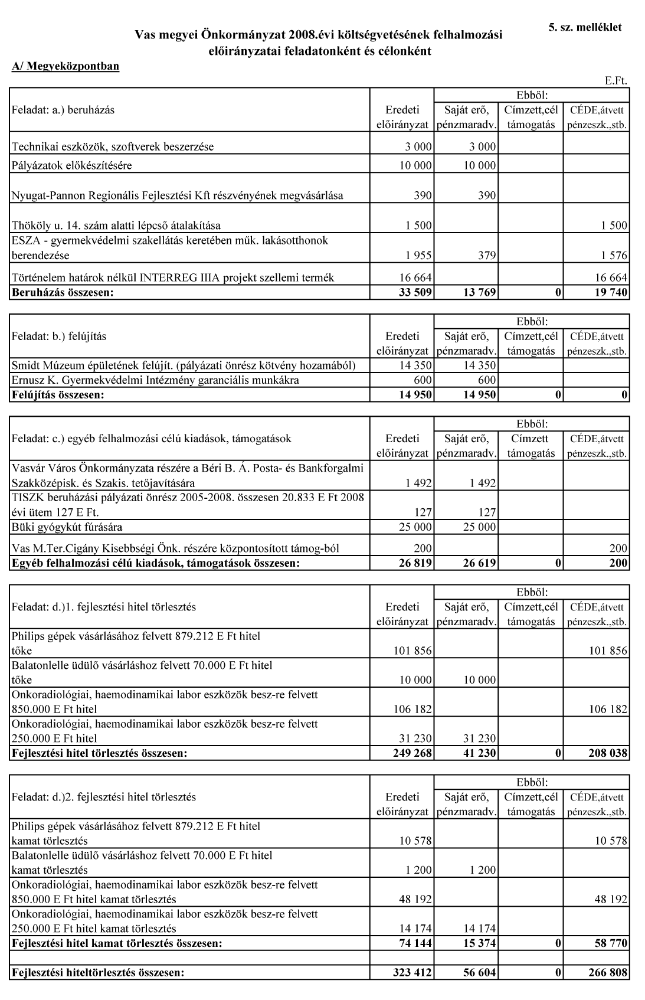 5. sz. melléklet
Vas megyei Önkormányzat 2008.évi költségvetésének felhalmozási
előirányzatai feladatonként és célonként
A/ Megyeközpontban
E.Ft.
Ebből:
Feladat: a.) beruházás Eredeti Saját erő, Címzett,cél CÉDE,átvett
előirányzat pénzmaradv. támogatás pénzeszk.,stb.
Technikai eszközök, szoftverek beszerzése 3 000 3 000
Pályázatok előkészítésére 10 000 10 000
Nyugat-Pannon Regionális Fejlesztési Kft részvényének megvásárlása 390 390
Thököly u. 14. szám alatti lépcső átalakítása 1 500 1 500
ESZA - gyermekvédelmi szakellátás keretében műk. lakásotthonok
berendezése 1 955 379 1 576
Történelem határok nélkül INTERREG IIIA projekt szellemi termék 16 664 16 664
Beruházás összesen: 33 509 13 769 0 19 740
Ebből:
Feladat: b.) felújítás Eredeti Saját erő, Címzett,cél CÉDE,átvett
előirányzat pénzmaradv. támogatás pénzeszk.,stb.
Smidt Múzeum épületének felújít. (pályázati önrész kötvény hozamából) 14 350 14 350
Ernusz K. Gyermekvédelmi Intézmény garanciális munkákra 600 600
Felújítás összesen: 14 950 14 950 0 0
Ebből:
Feladat: c.) egyéb felhalmozási célú kiadások, támogatások Eredeti Saját erő, Címzett CÉDE,átvett
előirányzat pénzmaradv. támogatás pénzeszk.,stb.
Vasvár Város Önkormányzata részére a Béri B. Á. Posta- és Bankforgalmi
Szakközépisk. és Szakis. tetőjavítására 1 492 1 492
TISZK beruházási pályázati önrész 2005-2008. összesen 20.833 E Ft 2008
évi ütem 127 E Ft. 127 127
Büki gyógykút fúrására 25 000 25 000
Vas M.Ter.Cigány Kisebbségi Önk. részére központosított támog-ból 200 200
Egyéb felhalmozási célú kiadások, támogatások összesen: 26 819 26 619 0 200
Ebből:
Feladat: d.)1. fejlesztési hitel törlesztés Eredeti Saját erő, Címzett,cél CÉDE,átvett
előirányzat pénzmaradv. támogatás pénzeszk.,stb.
Philips gépek vásárlásához felvett 879.212 E Ft hitel
tőke 101 856 101 856
Balatonlelle üdülő vásárláshoz felvett 70.000 E Ft hitel
tőke 10 000 10 000
Onkoradiológiai, haemodinamikai labor eszközök besz-re felvett
850.000 E Ft hitel 106 182 106 182
Onkoradiológiai, haemodinamikai labor eszközök besz-re felvett
250.000 E Ft hitel 31 230 31 230
Fejlesztési hitel törlesztés összesen: 249 268 41 230 0 208 038
Ebből:
Feladat: d.)2. fejlesztési hitel törlesztés Eredeti Saját erő, Címzett,cél CÉDE,átvett
előirányzat pénzmaradv. támogatás pénzeszk.,stb.
Philips gépek vásárlásához felvett 879.212 E Ft hitel
kamat törlesztés 10 578 10 578
Balatonlelle üdülő vásárláshoz felvett 70.000 E Ft hitel
kamat törlesztés 1 200 1 200
Onkoradiológiai, haemodinamikai labor eszközök besz-re felvett
850.000 E Ft hitel kamat törlesztés 48 192 48 192
Onkoradiológiai, haemodinamikai labor eszközök besz-re felvett
250.000 E Ft hitel kamat törlesztés 14 174 14 174
Fejlesztési hitel kamat törlesztés összesen: 74 144 15 374 0 58 770
Fejlesztési hiteltörlesztés összesen: 323 412 56 604 0 266 808